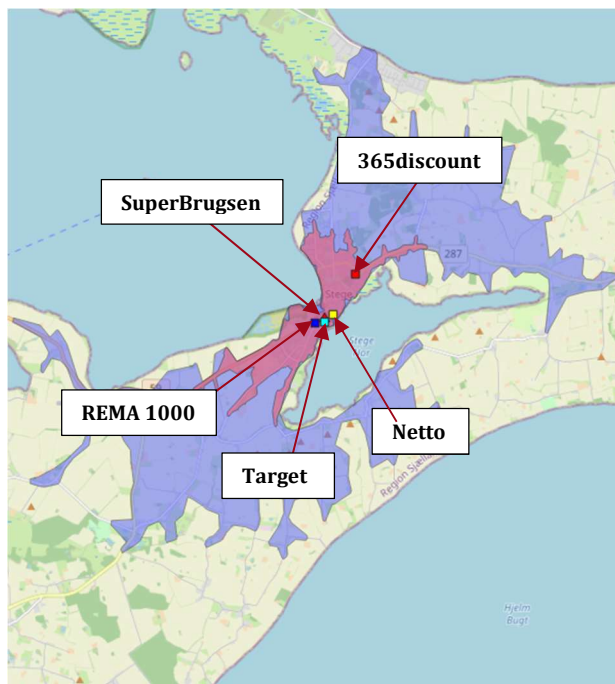 365discount
SuperBrugsen
287
Stege
Stege
Nor
REMA 1000
Netto
Target
Region Sjælland
Hjelm
Bugt